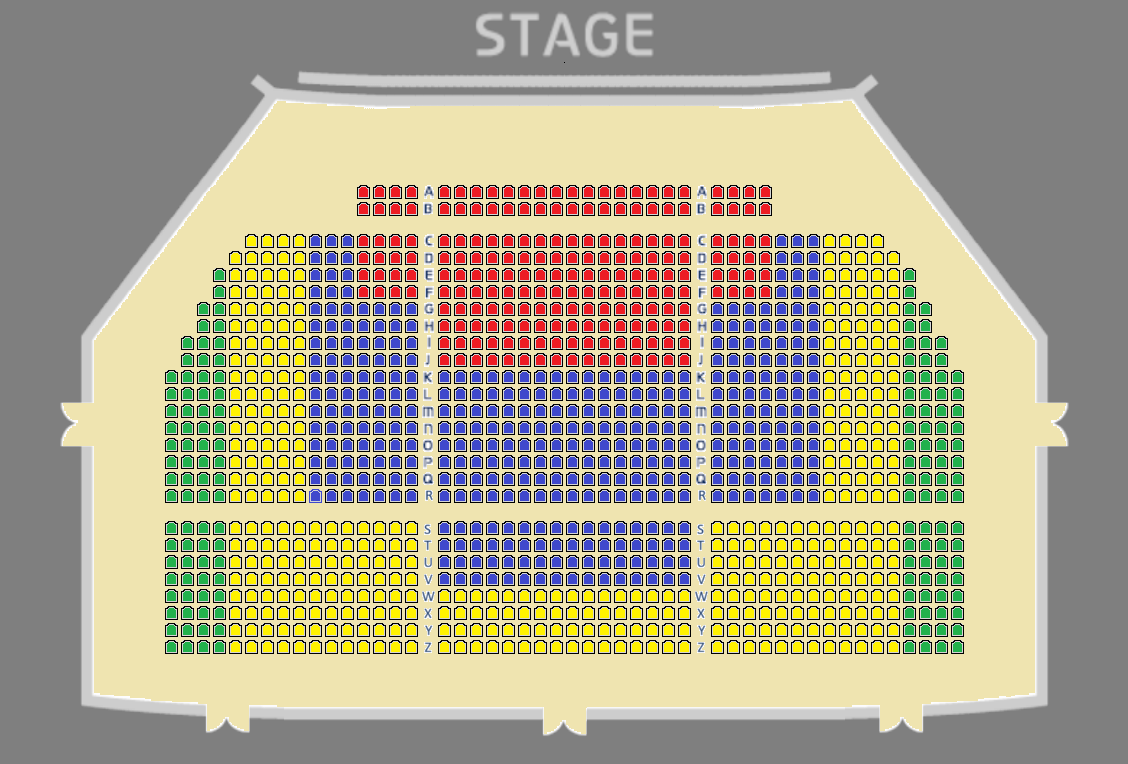 STAGE
A A
B B
C C
D D
E E
F F
G G
H H
I I
J J
K K
L L
m m
n n
O O
P P
Q Q
R R
S S
T T
U U
V V
W W
X X
Y Y
Z Z